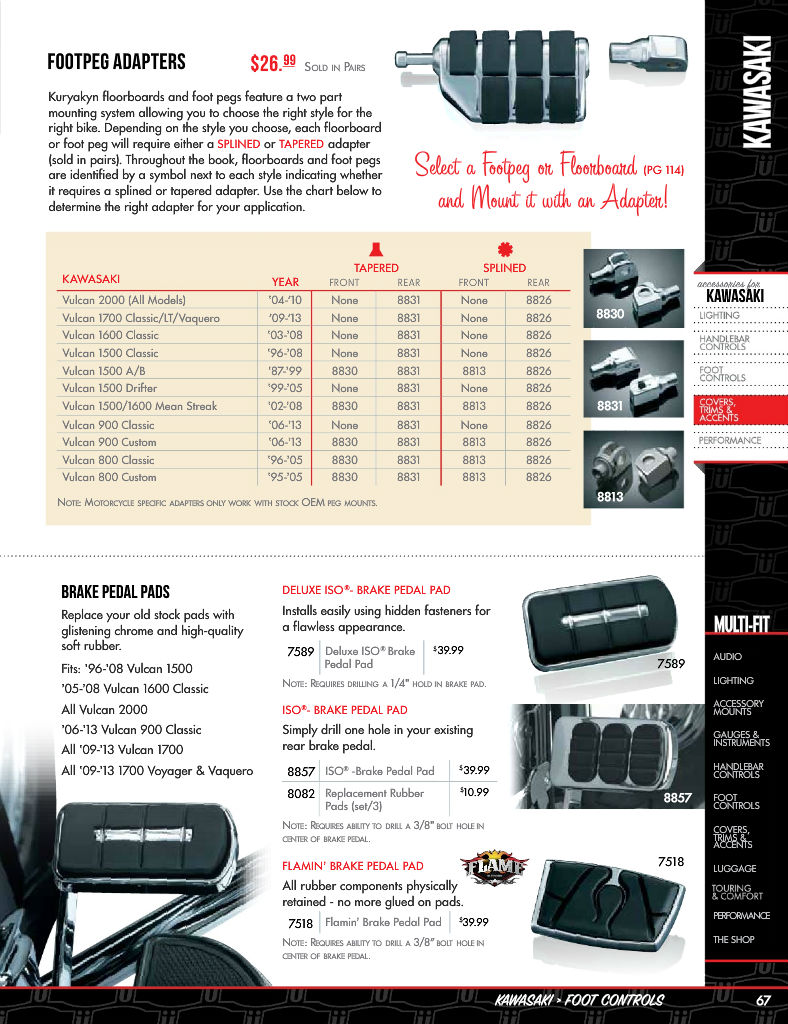 FOOTPEG ADAPTERS
$26.99 SOLD IN PAIRS
Kuryakyn floorboards and foot pegs feature a two part
mounting system allowing you to choose the right style for the
right bike. Depending on the style you choose, each floorboard
or foot peg will require either a SPLINED or TAPERED adapter
(sold in pairs). Throughout the book, floorboards and foot pegs
are identified by a symbol next to each style indicating whether
it requires a splined or tapered adapter. Use the chart below to
determine the right adapter for your application.
Select a Footpeg or Floorboard (PG 114)
and Mount it with an Adapter!
TAPERED SPLINED
KAWASAKI YEAR FRONT REAR FRONT REAR
Vulcan 2000 (All Models) '04-'10 None 8831 None 8826
Vulcan 1700 Classic/LT/Vaquero '09-'13 None 8831 None 8826
Vulcan 1600 Classic '03-'08 None 8831 None 8826
Vulcan 1500 Classic '96-'08 None 8831 None 8826
Vulcan 1500 A/B '87-'99 8830 8831 8813 8826
Vulcan 1500 Drifter '99-'05 None 8831 None 8826
Vulcan 1500/1600 Mean Streak '02-'08 8830 8831 8813 8826
Vulcan 900 Classic '06-'13 None 8831 None 8826
Vulcan 900 Custom '06-'13 8830 8831 8813 8826
Vulcan 800 Classic '96-'05 8830 8831 8813 8826
Vulcan 800 Custom '95-'05 8830 8831 8813 8826
NOTE: MOTORCYCLE SPECIFIC ADAPTERS ONLY WORK WITH STOCK OEM PEG MOUNTS.
8830
8831
8813
BRAKE PEDAL PADS
Replace your old stock pads with
glistening chrome and high-quality
soft rubber.
Fits: '96-'08 Vulcan 1500
'05-'08 Vulcan 1600 Classic
All Vulcan 2000
'06-'13 Vulcan 900 Classic
All '09-'13 Vulcan 1700
All '09-'13 1700 Voyager & Vaquero
DELUXE ISO®- BRAKE PEDAL PAD
Installs easily using hidden fasteners for
a flawless appearance.
7589 Deluxe ISO® Brake $39.99
Pedal Pad
NOTE: REQUIRES DRILLING A 1/4" HOLD IN BRAKE PAD.
ISO®- BRAKE PEDAL PAD
Simply drill one hole in your existing
rear brake pedal.
8857 ISO® -Brake Pedal Pad $39.99
8082 Replacement Rubber $10.99
Pads (set/3)
NOTE: REQUIRES ABILITY TO DRILL A 3/8" BOLT HOLE IN
CENTER OF BRAKE PEDAL.
FLAMIN' BRAKE PEDAL PAD
All rubber components physically
retained - no more glued on pads.
7518 Flamin' Brake Pedal Pad $39.99
NOTE: REQUIRES ABILITY TO DRILL A 3/8" BOLT HOLE IN
CENTER OF BRAKE PEDAL.
FLAME
7589
8857
7518
KAWASAKI
accessories for
KAWASAKI
LIGHTING
HANDLEBAR
CONTROLS
FOOT
CONTROLS
COVERS,
TRIMS &
ACCENTS
PERFORMANCE
MULTI-FIT
AUDIO
LIGHTING
ACCESSORY
MOUNTS
GAUGES &
INSTRUMENTS
HANDLEBAR
CONTROLS
FOOT
CONTROLS
COVERS,
TRIMS &
ACCENTS
LUGGAGE
TOURING
& COMFORT
PERFORMANCE
THE SHOP
KAWASAKI > FOOT CONTROLS 67